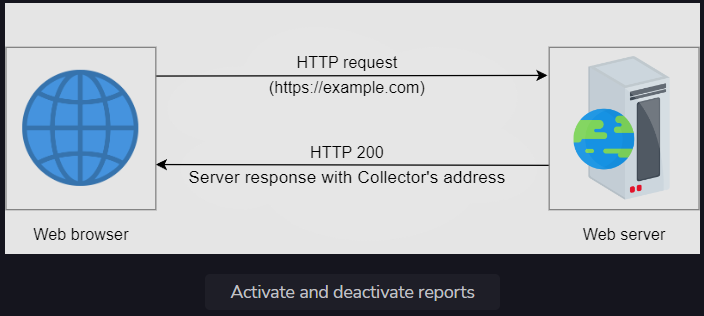 HTTP request
(https://example.com)
HTTP 200
Server response with Collector's address
Web browser
Web server
Activate and deactivate reports